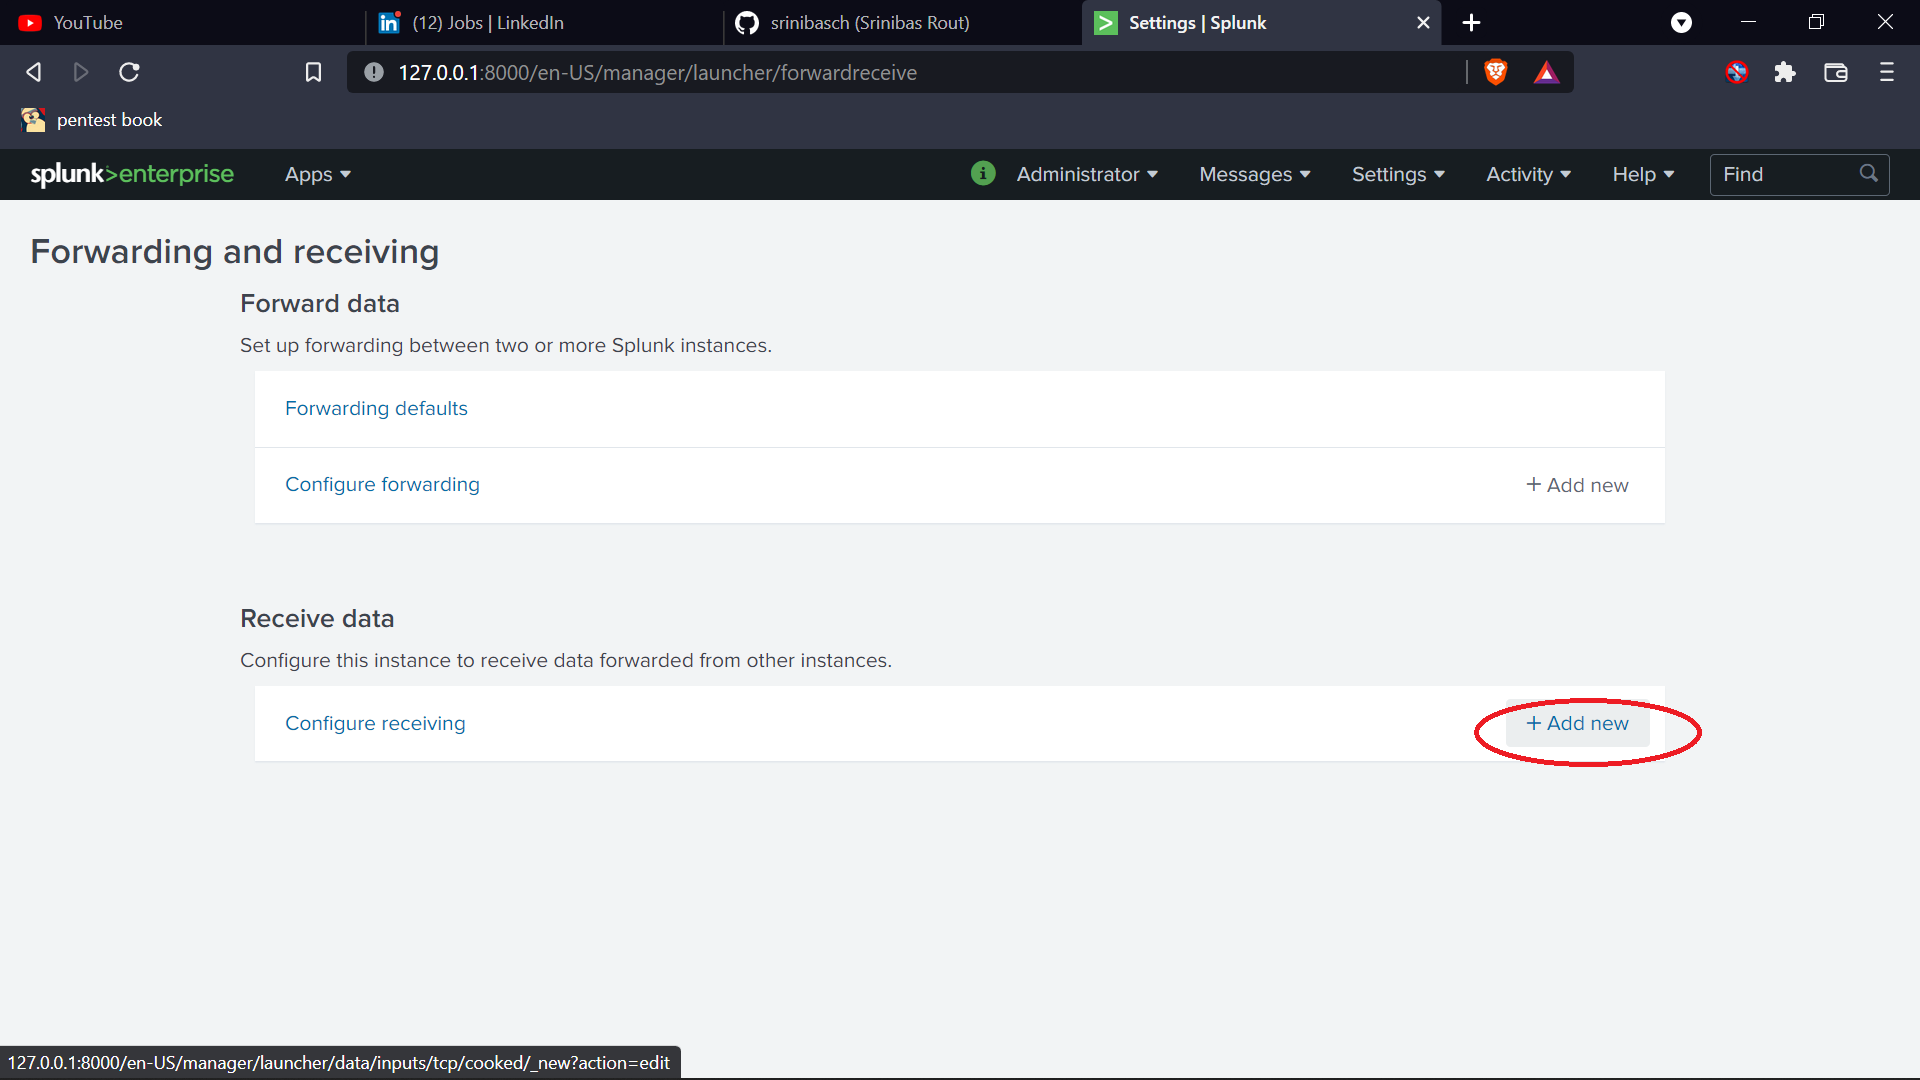 YouTube
(12) Jobs | LinkedIn
srinibasch (Srinibas Rout)
Settings | Splunk
127.0.0.1:8000/en-US/manager/launcher/forwardreceive
pentest book
splunk>enterprise
Apps
Administrator
Messages
Settings
Activity
Help
Find
Forwarding and receiving
Forward data
Set up forwarding between two or more Splunk instances.
Forwarding defaults
Configure forwarding
+ Add new
Receive data
Configure this instance to receive data forwarded from other instances.
Configure receiving
+ Add new
127.0.0.1:8000/en-US/manager/launcher/data/inputs/tcp/cooked/_new?action=edit